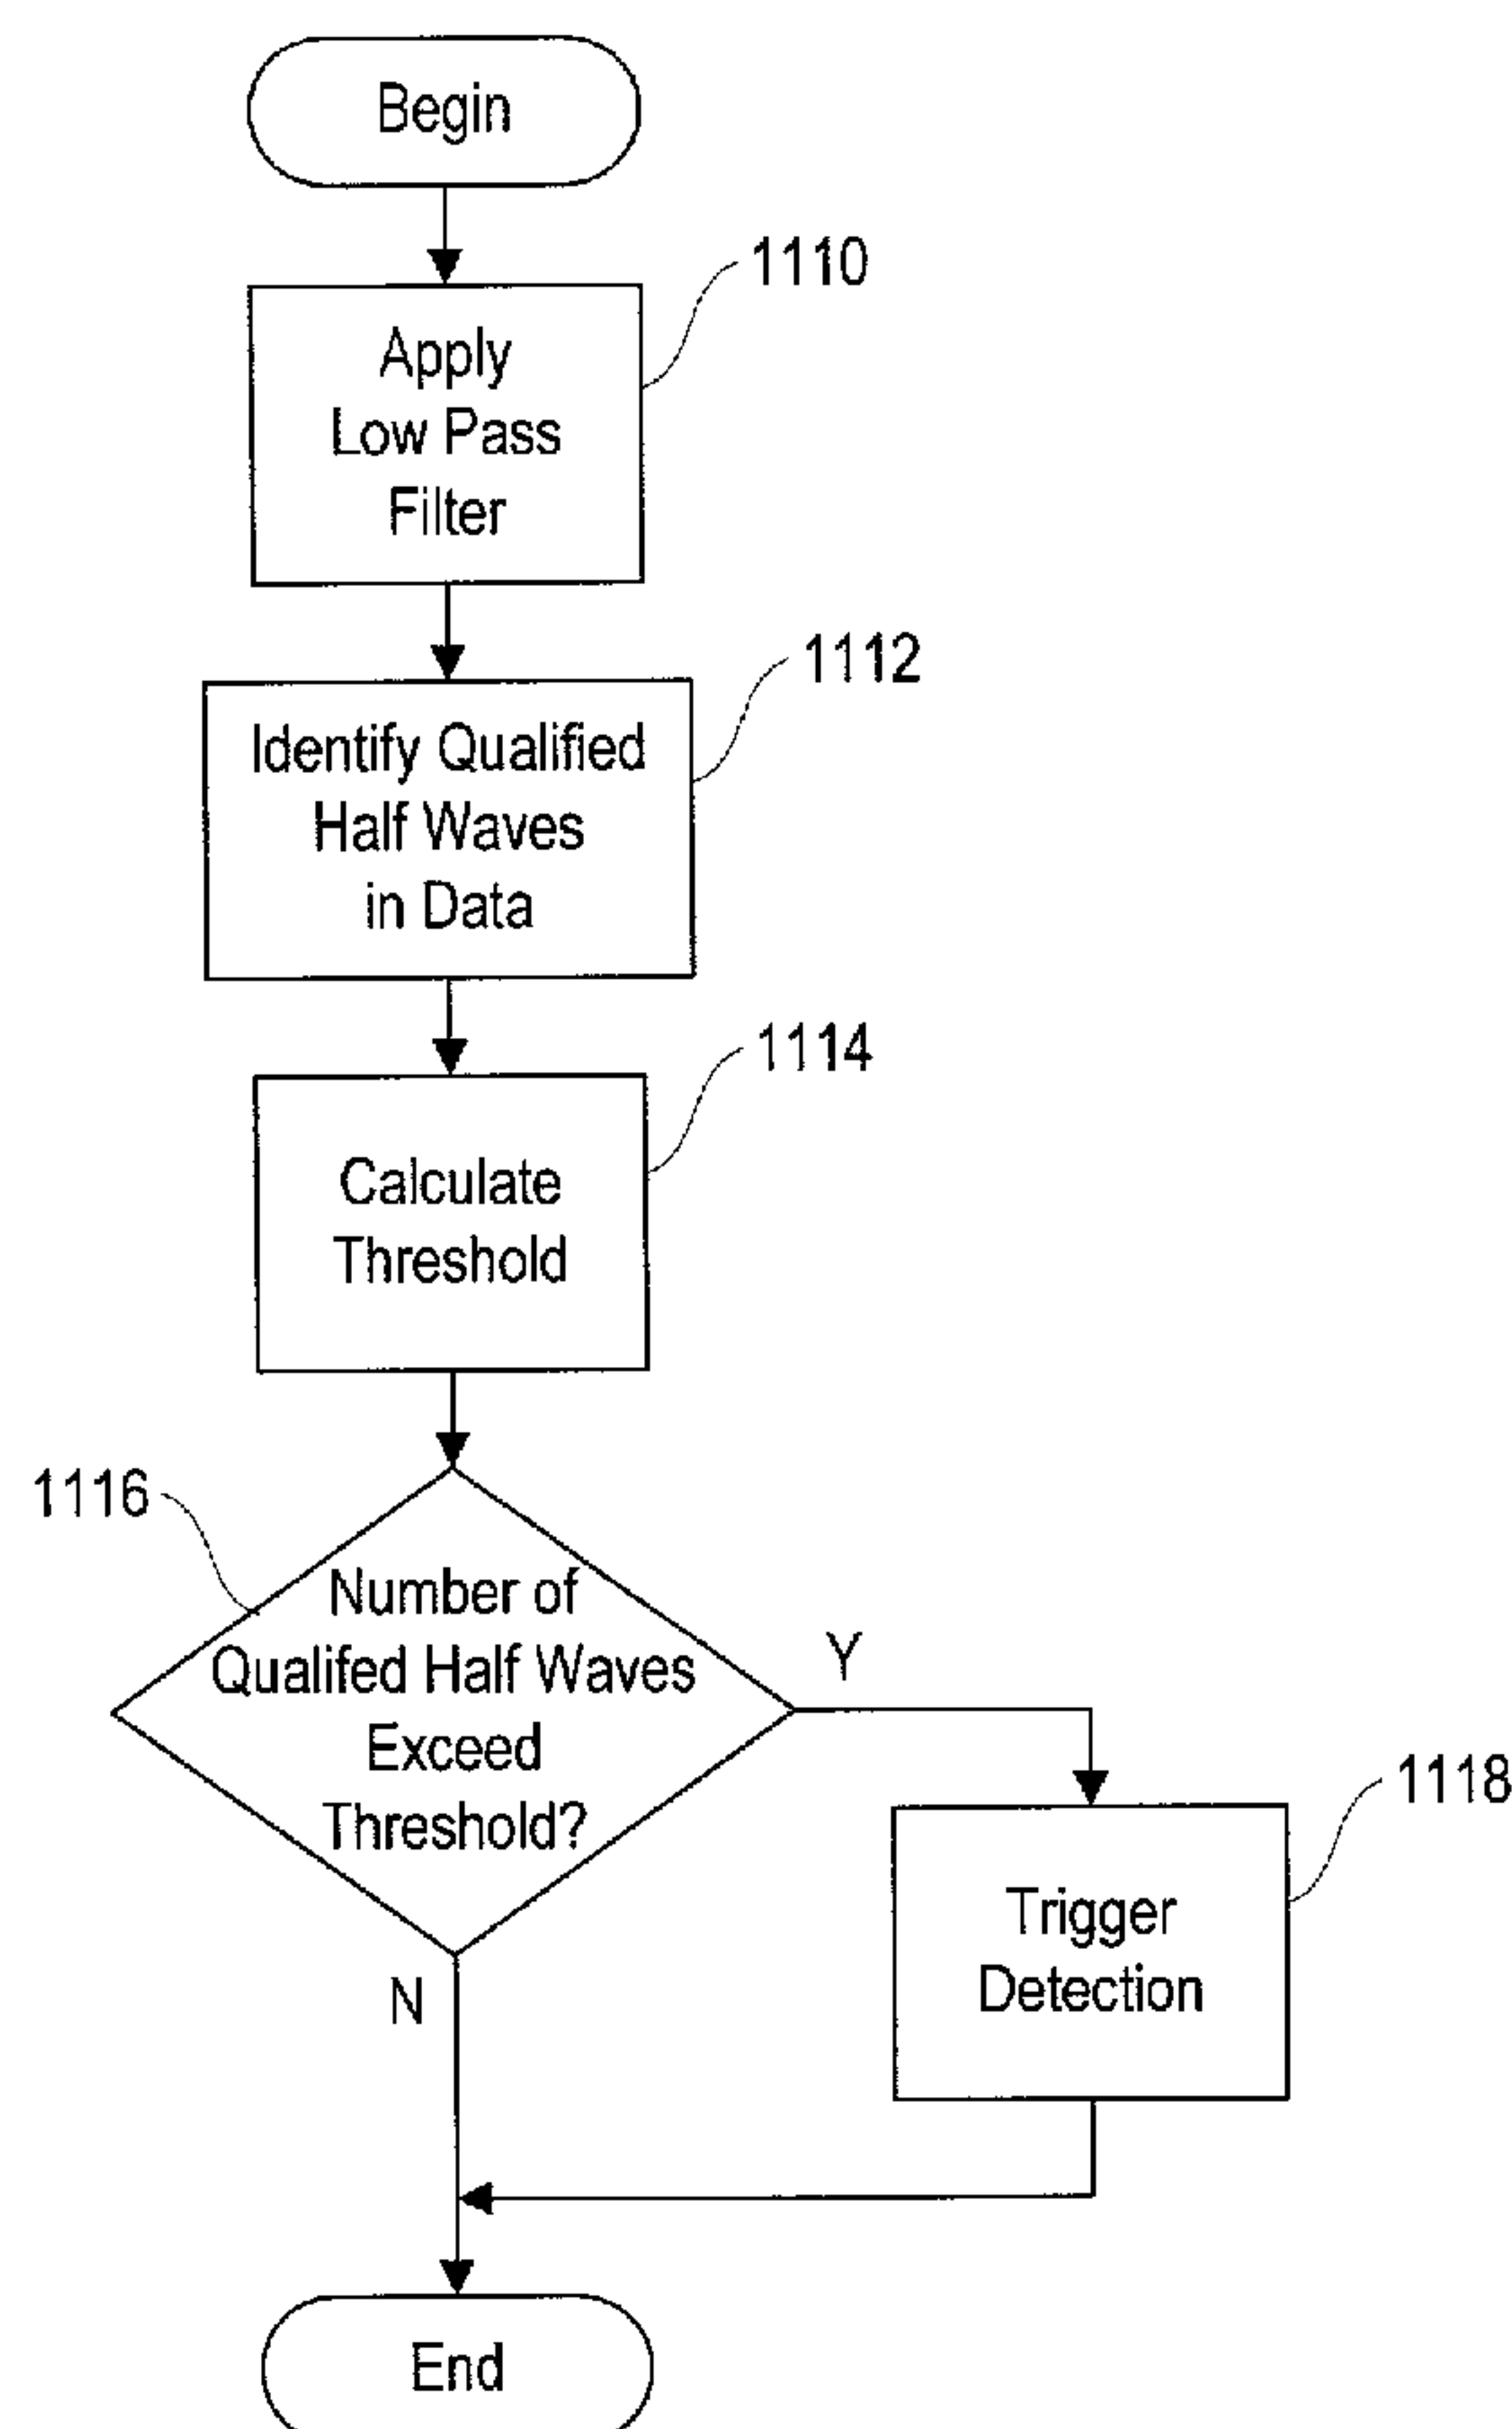 Begin
1110
Apply
Low Pass
Filter
1112
Identify Qualified
Half Waves
in Data
1114
Calculate
Threshold
1116
Number of
Qualifed Half Waves
Exceed
Threshold?
Y
1118
Trigger
Detection
N
End